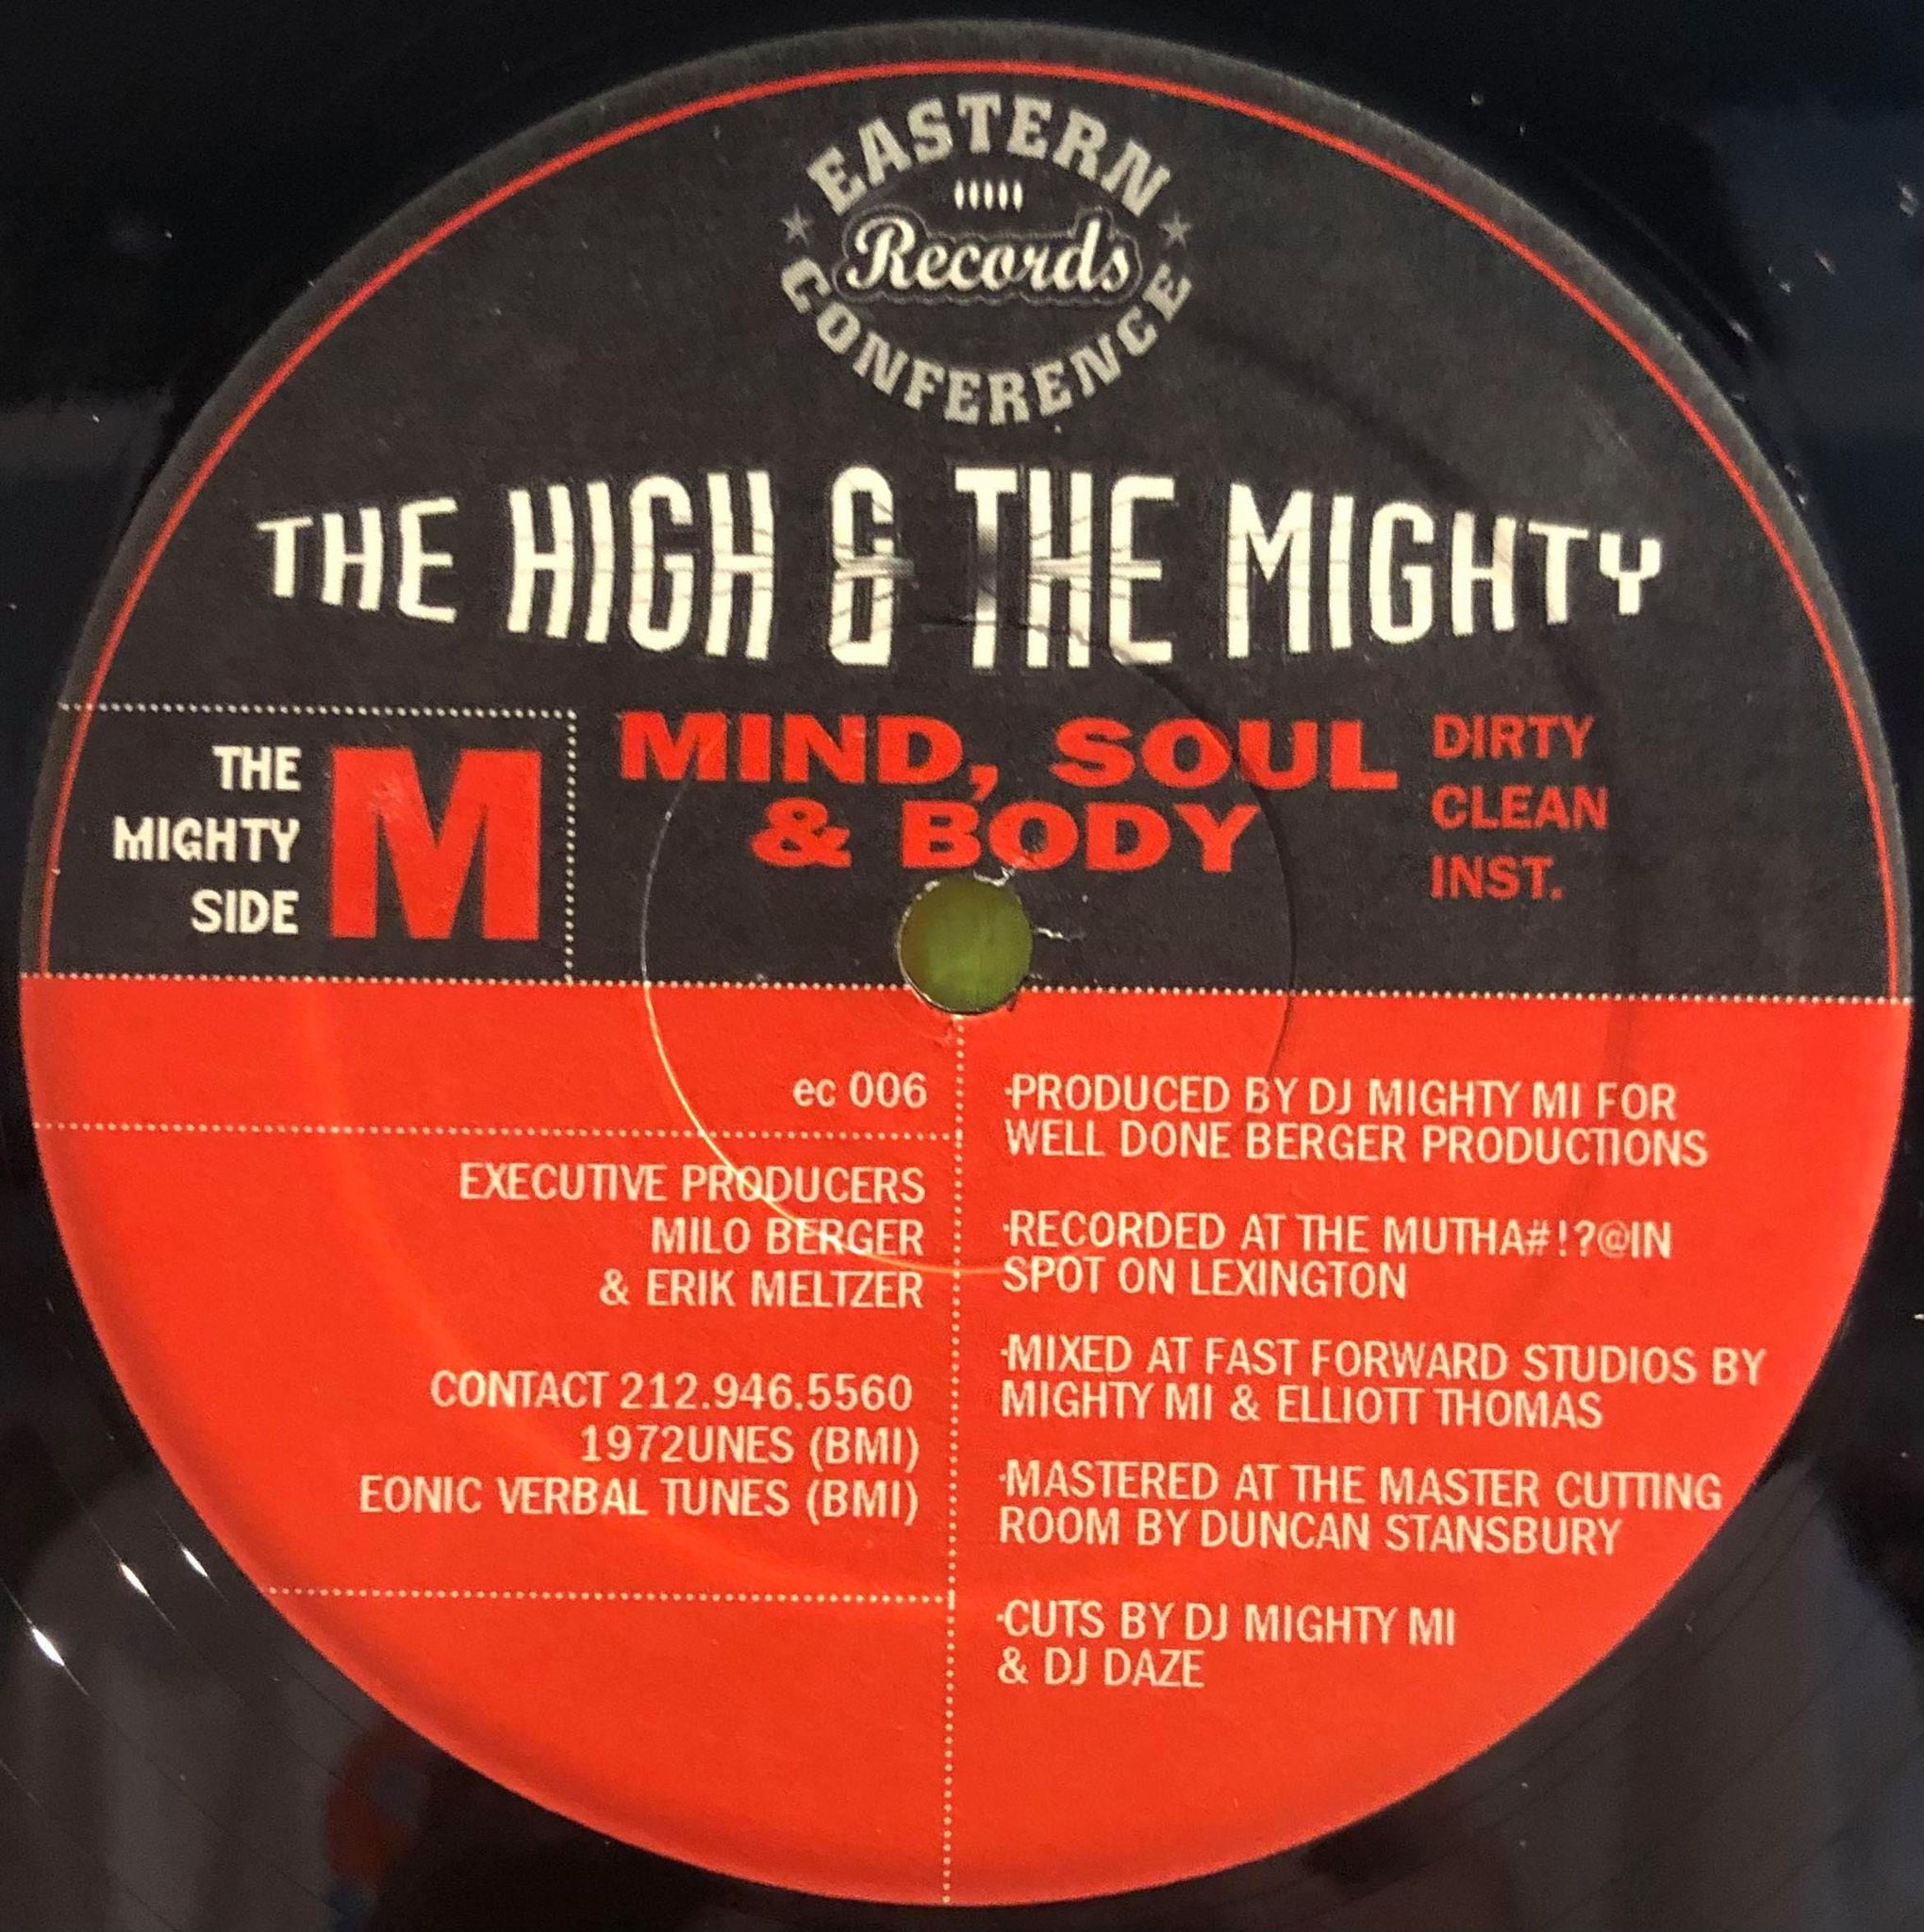 EASTERN
Records
CONFERENCE
THE HIGH & THE MIGHTY
THE
MIGHTY
SIDE
M
MIND, SOUL
& BODY
DIRTY
CLEAN
INST.
ec 006
EXECUTIVE PRODUCERS
MILO BERGER
& ERIK MELTZER
CONTACT 212.946.5560
1972UNES (BMI)
EONIC VERBAL TUNES (BMI)
·PRODUCED BY DJ MIGHTY MI FOR
WELL DONE BERGER PRODUCTIONS
·RECORDED AT THE MUTHA#!?@IN
SPOT ON LEXINGTON
·MIXED AT FAST FORWARD STUDIOS BY
MIGHTY MI & ELLIOTT THOMAS
·MASTERED AT THE MASTER CUTTING
ROOM BY DUNCAN STANSBURY
·CUTS BY DJ MIGHTY MI
& DJ DAZE